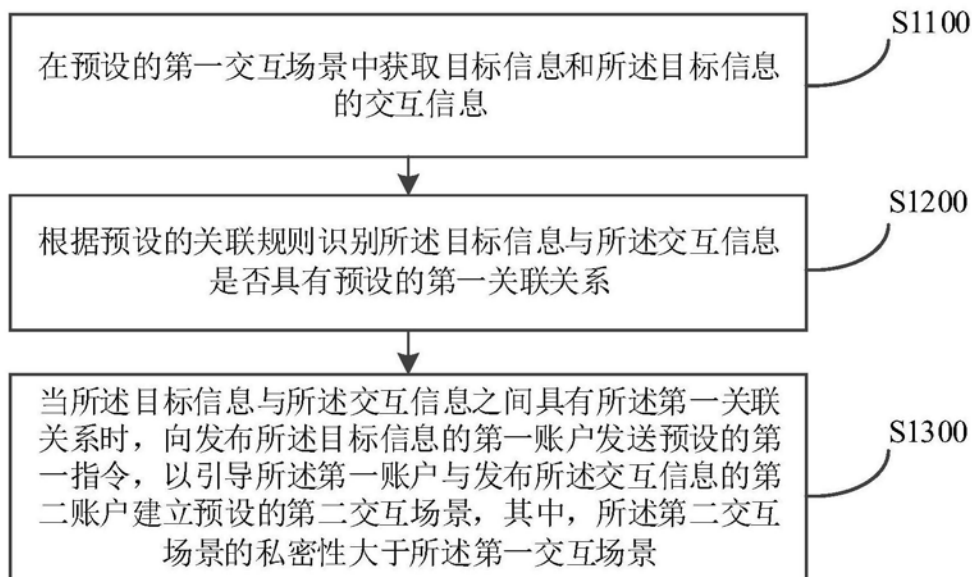 S1100
在预设的第一交互场景中获取目标信息和所述目标信息
的交互信息
S1200
根据预设的关联规则识别所述目标信息与所述交互信息
是否具有预设的第一关联关系
S1300
当所述目标信息与所述交互信息之间具有所述第一关联
关系时，向发布所述目标信息的第一账户发送预设的第
一指令，以引导所述第一账户与发布所述交互信息的第
二账户建立预设的第二交互场景，其中，所述第二交互
场景的私密性大于所述第一交互场景